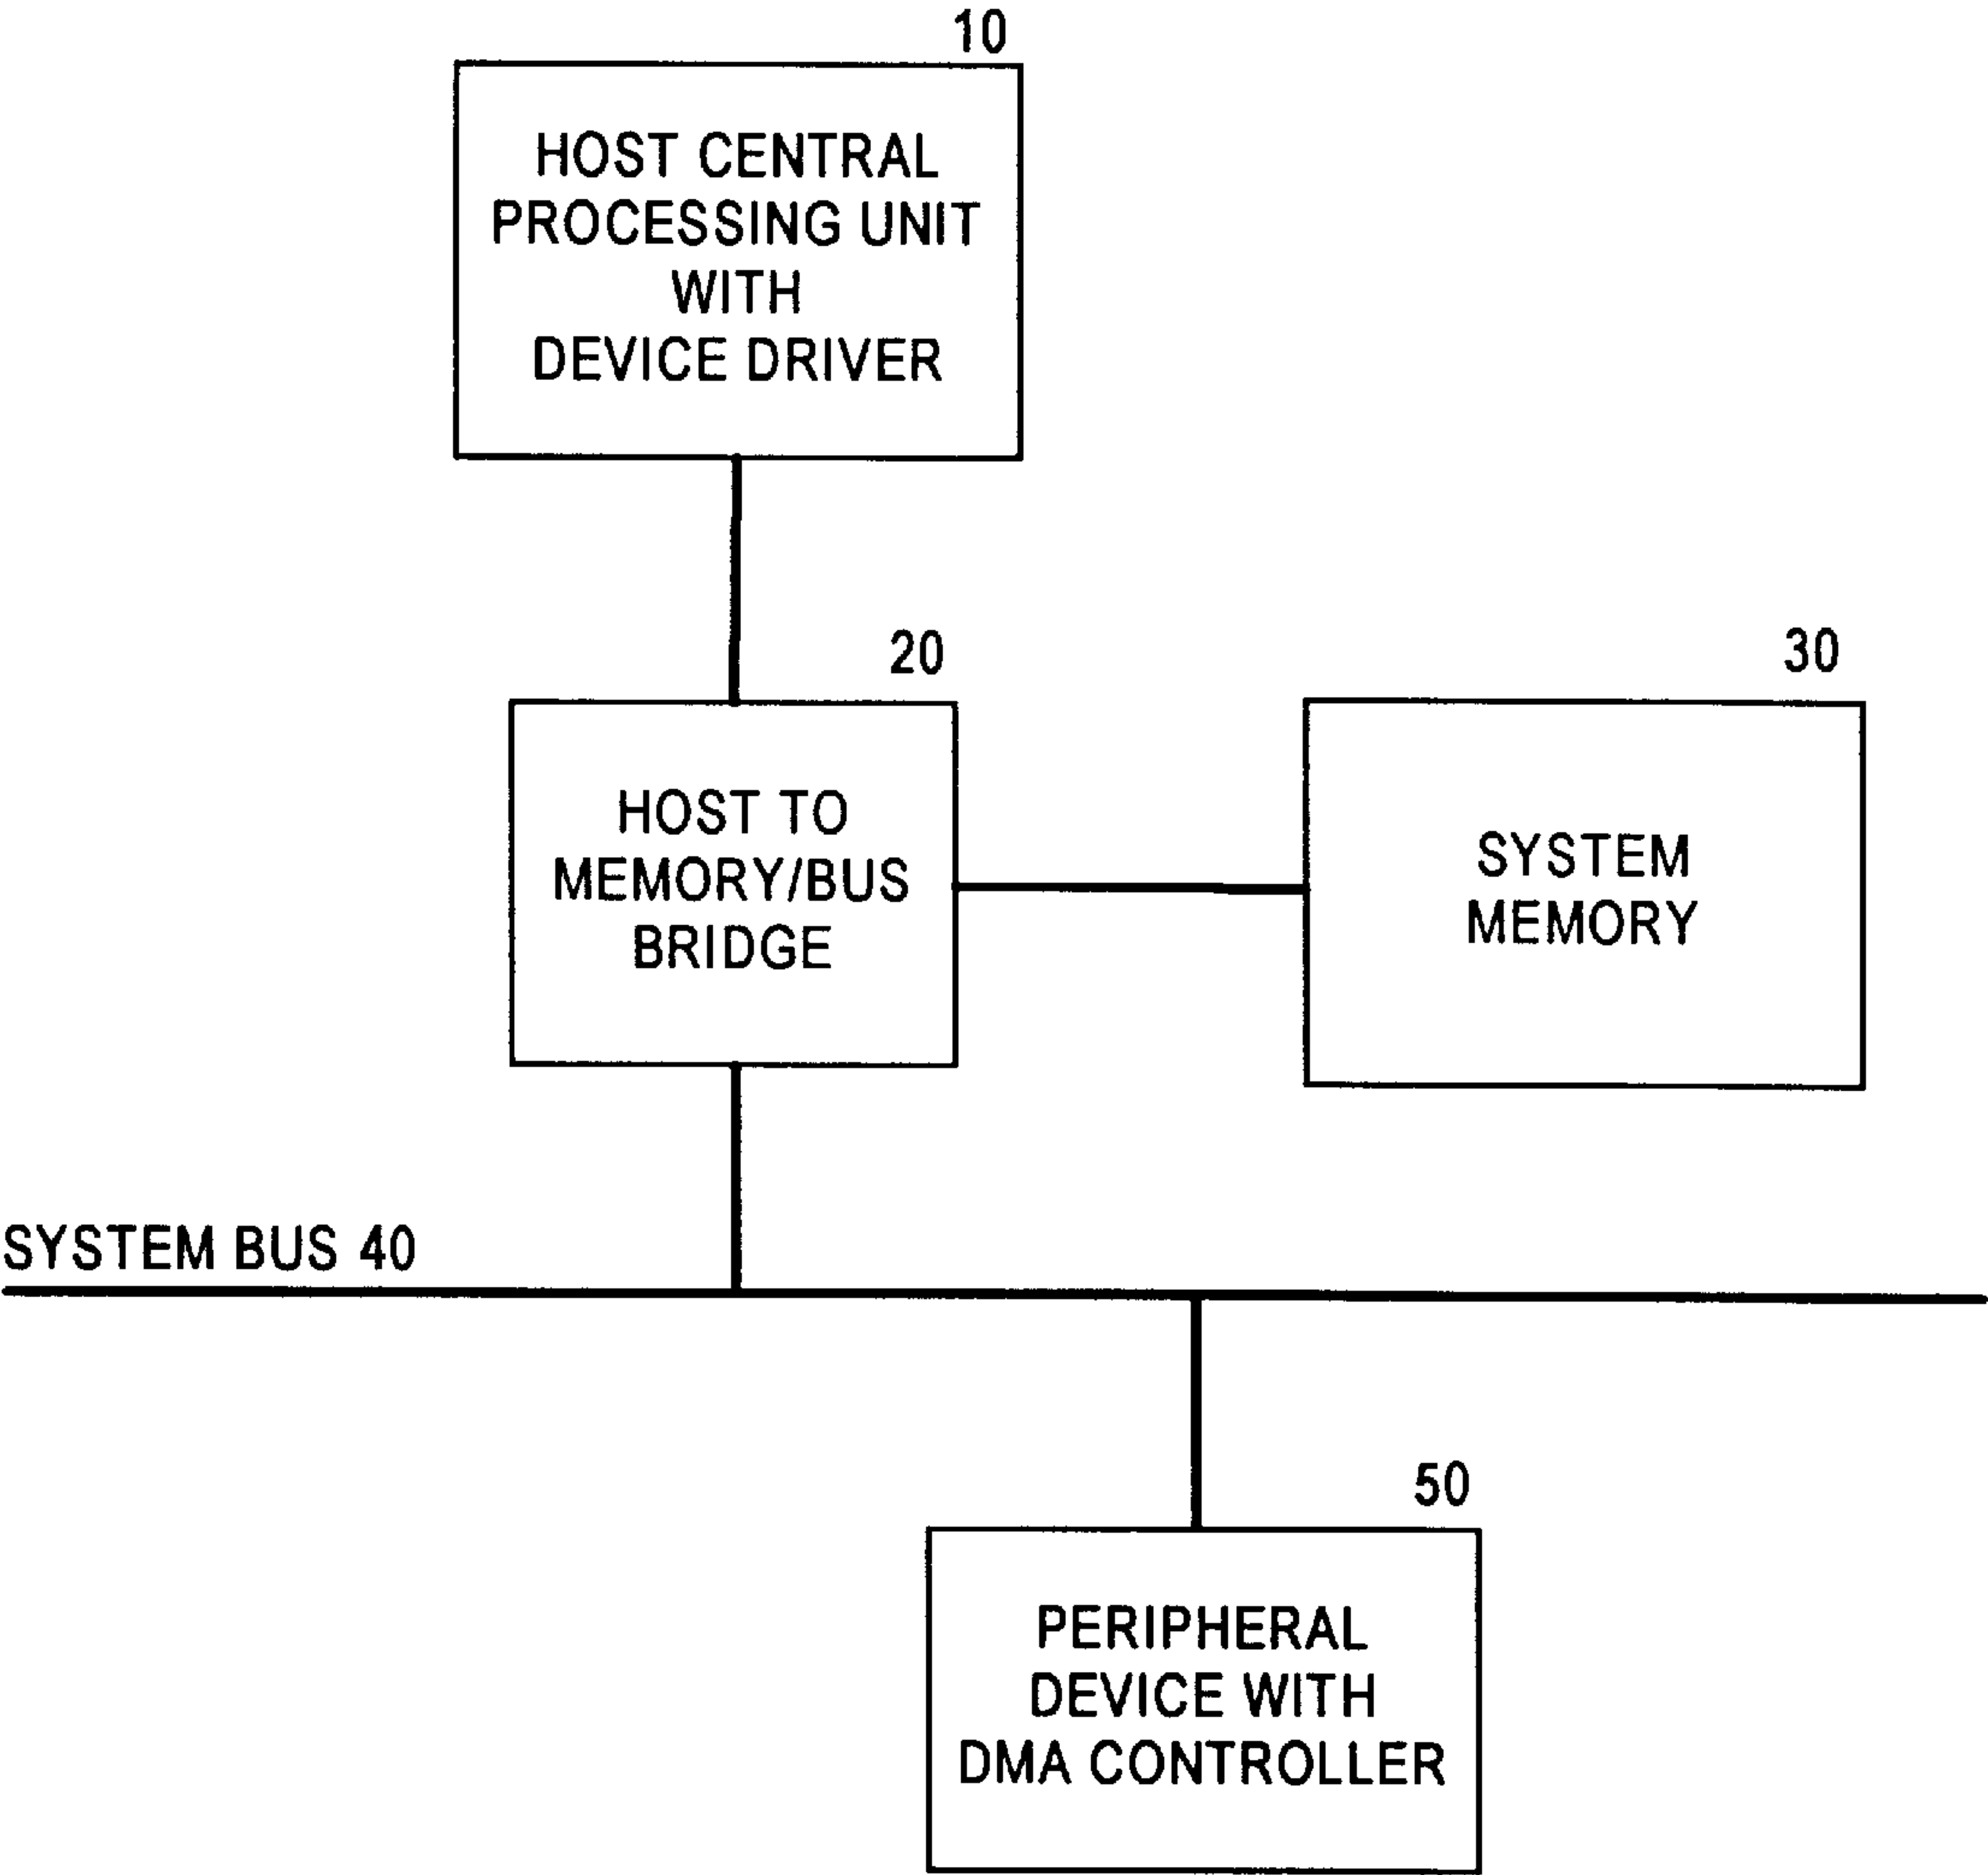 10
HOST CENTRAL
PROCESSING UNIT
WITH
DEVICE DRIVER
20
HOST TO
MEMORY/BUS
BRIDGE
30
SYSTEM
MEMORY
SYSTEM BUS 40
50
PERIPHERAL
DEVICE WITH
DMA CONTROLLER